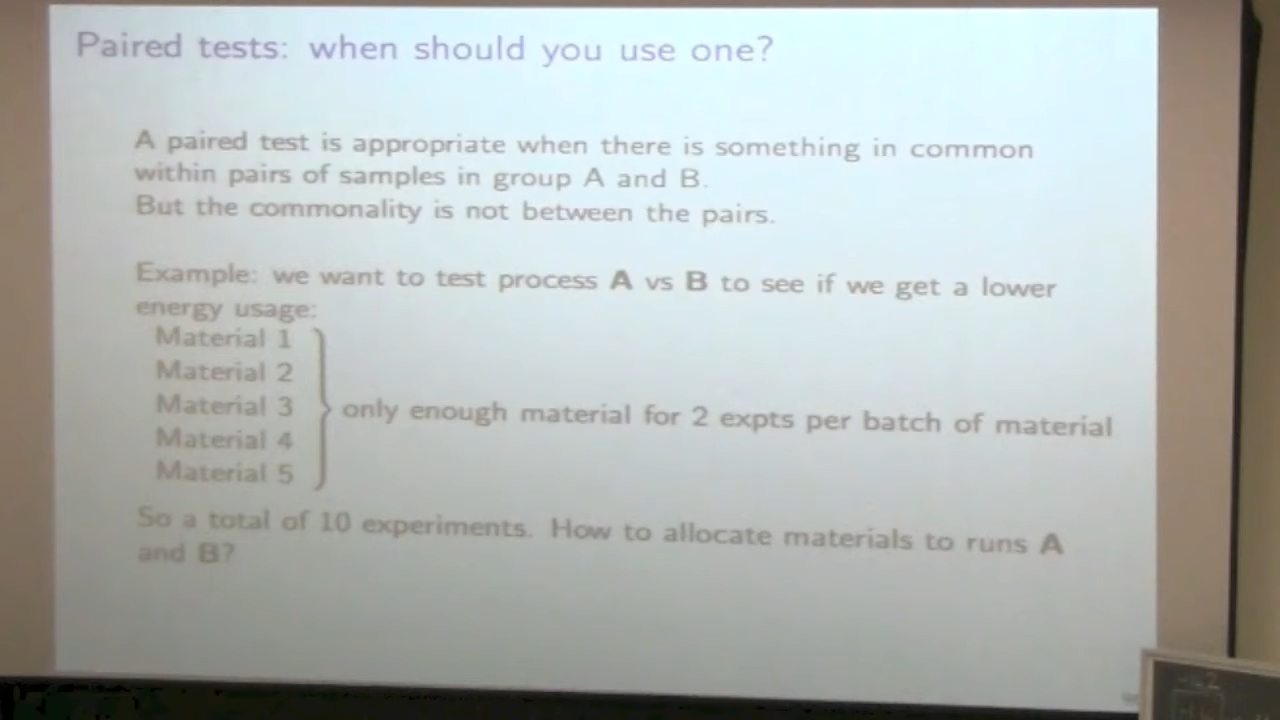 Paired tests: when should you use one?
A paired test is appropriate when there is something in common
within pairs of samples in group A and B.
But the commonality is not between the pairs.
Example: we want to test process A vs B to see if we get a lower
energy usage:
Material 1
Material 2
Material 3
only enough material for 2 expts per batch of material
Material 4
Material 5
So a total of 10 experiments. How to allocate materials to runs A
and B?